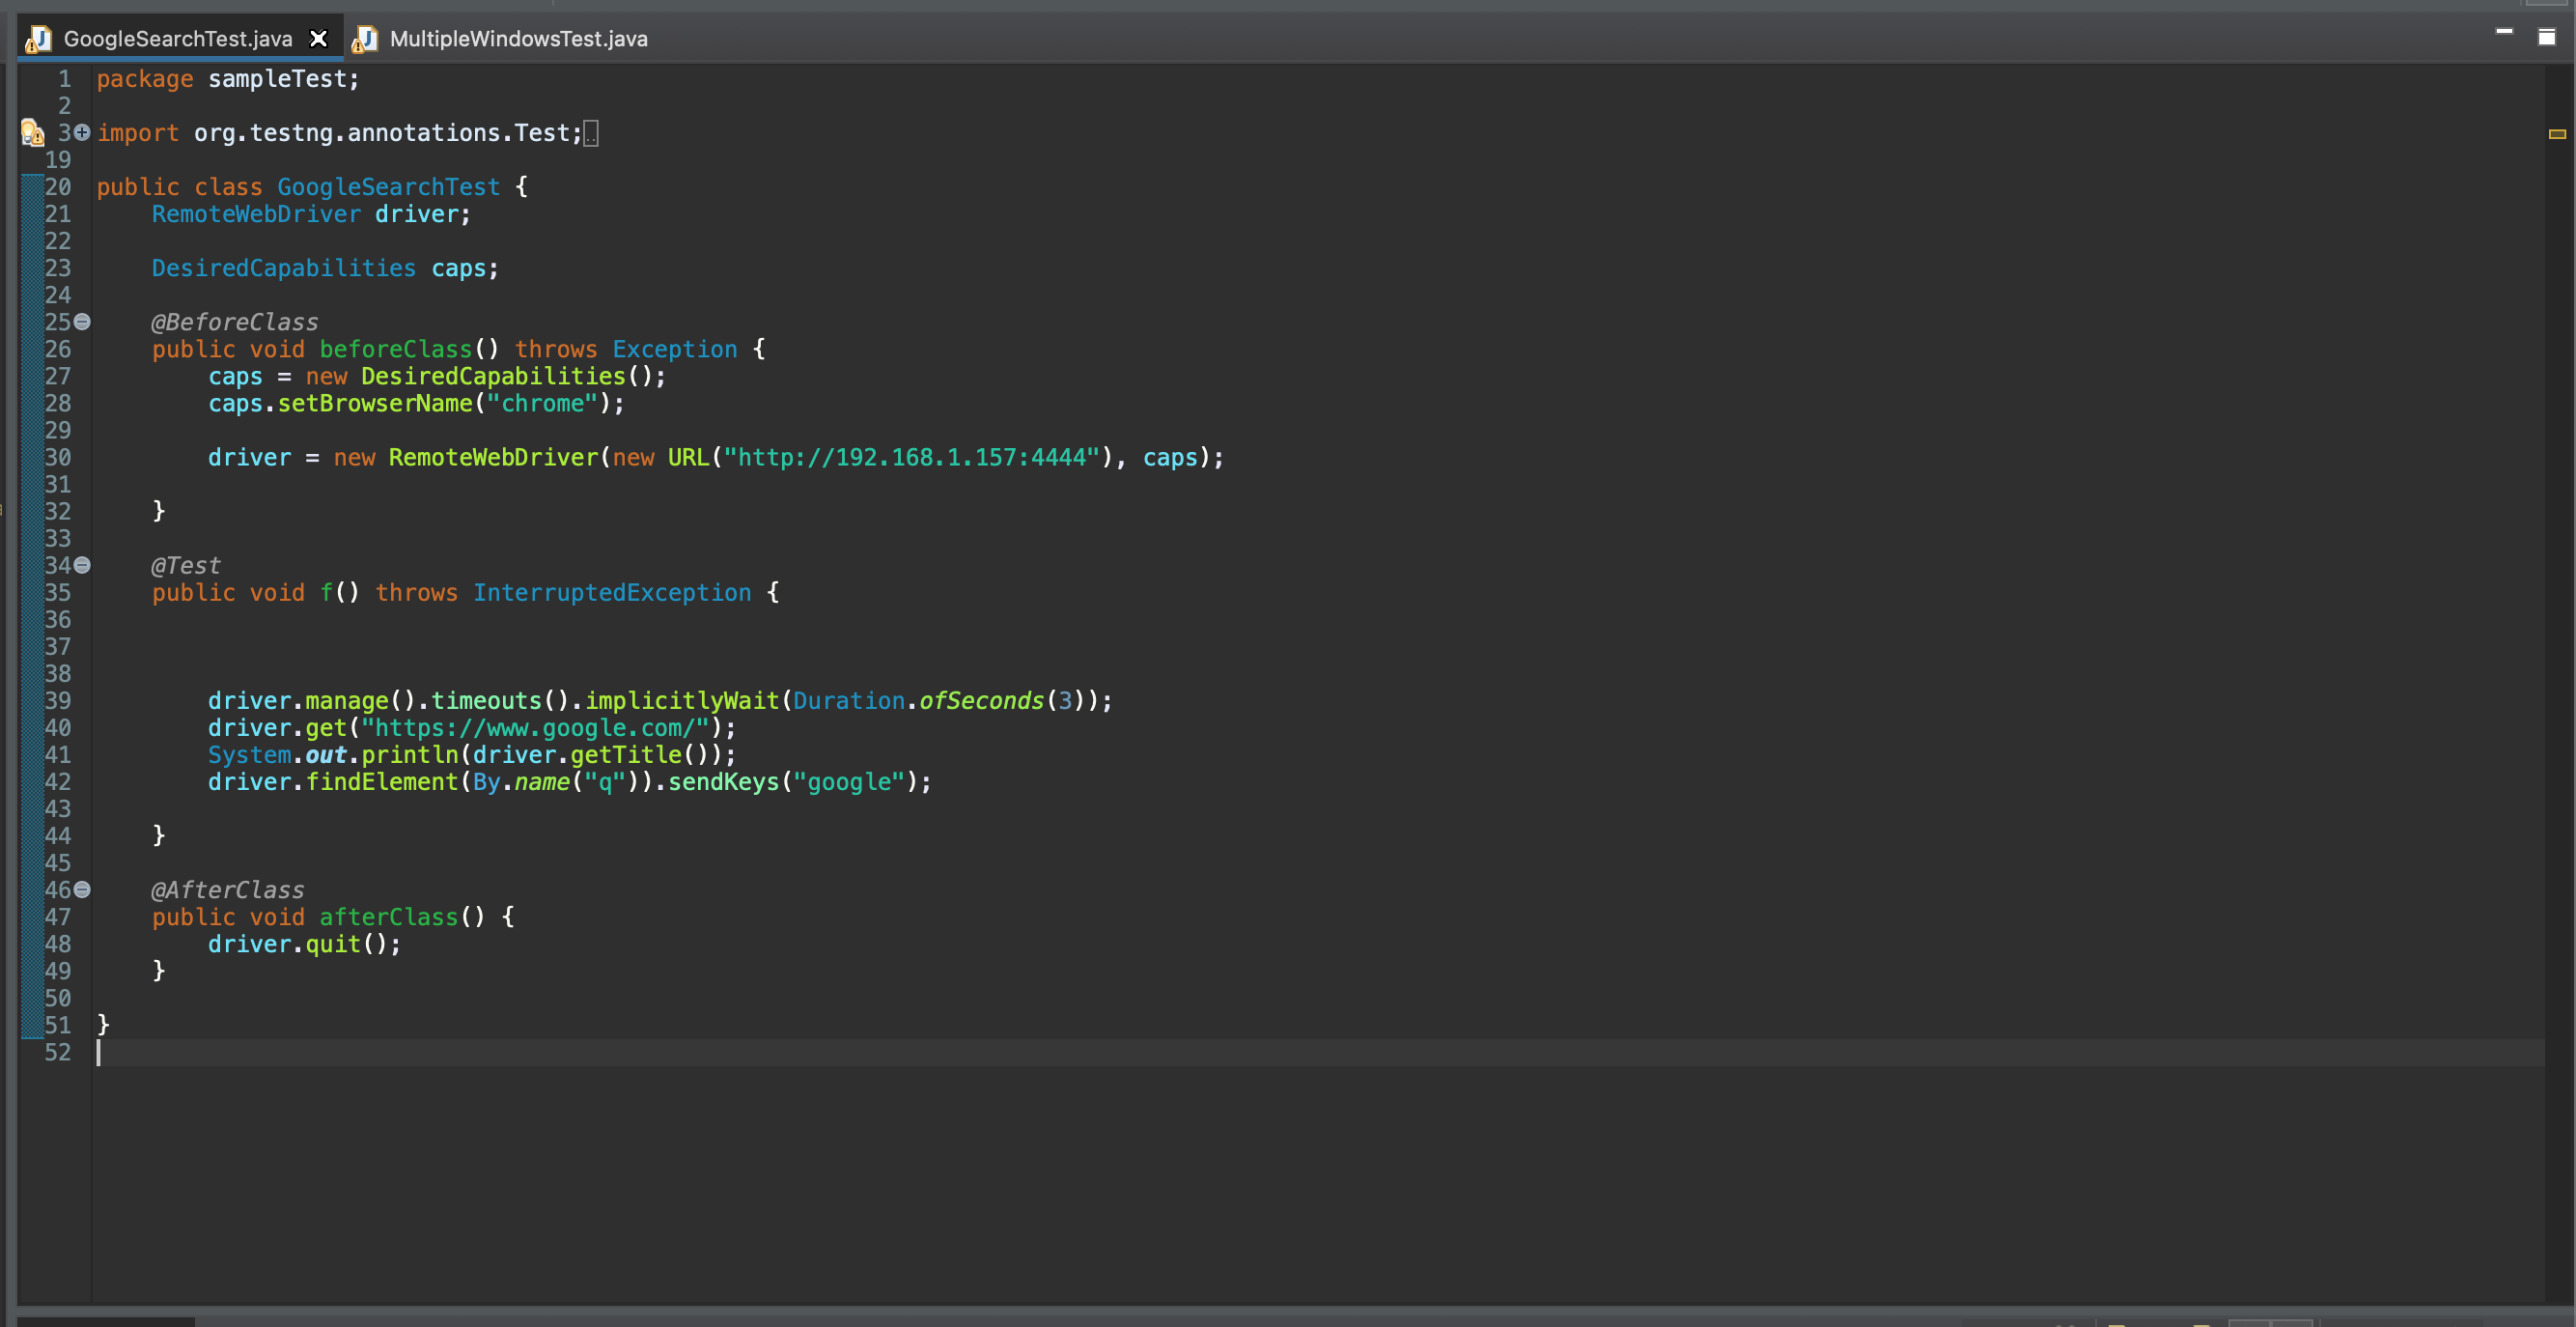 GoogleSearchTest.java MultipleWindowsTest.java
1 package sampleTest;
2
3 import org.testng.annotations.Test;
19
20 public class GoogleSearchTest {
21 RemoteWebDriver driver;
22
23 DesiredCapabilities caps;
24
25 @BeforeClass
26 public void beforeClass() throws Exception {
27 caps = new DesiredCapabilities();
28 caps.setBrowserName("chrome");
29
30 driver = new RemoteWebDriver(new URL("http://192.168.1.157:4444"), caps);
31
32 }
33
34 @Test
35 public void f() throws InterruptedException {
36
37
38
39 driver.manage().timeouts().implicitlyWait(Duration.ofSeconds(3));
40 driver.get("https://www.google.com/");
41 System.out.println(driver.getTitle());
42 driver.findElement(By.name("q")).sendKeys("google");
43
44 }
45
46 @AfterClass
47 public void afterClass() {
48 driver.quit();
49 }
50
51 }
52